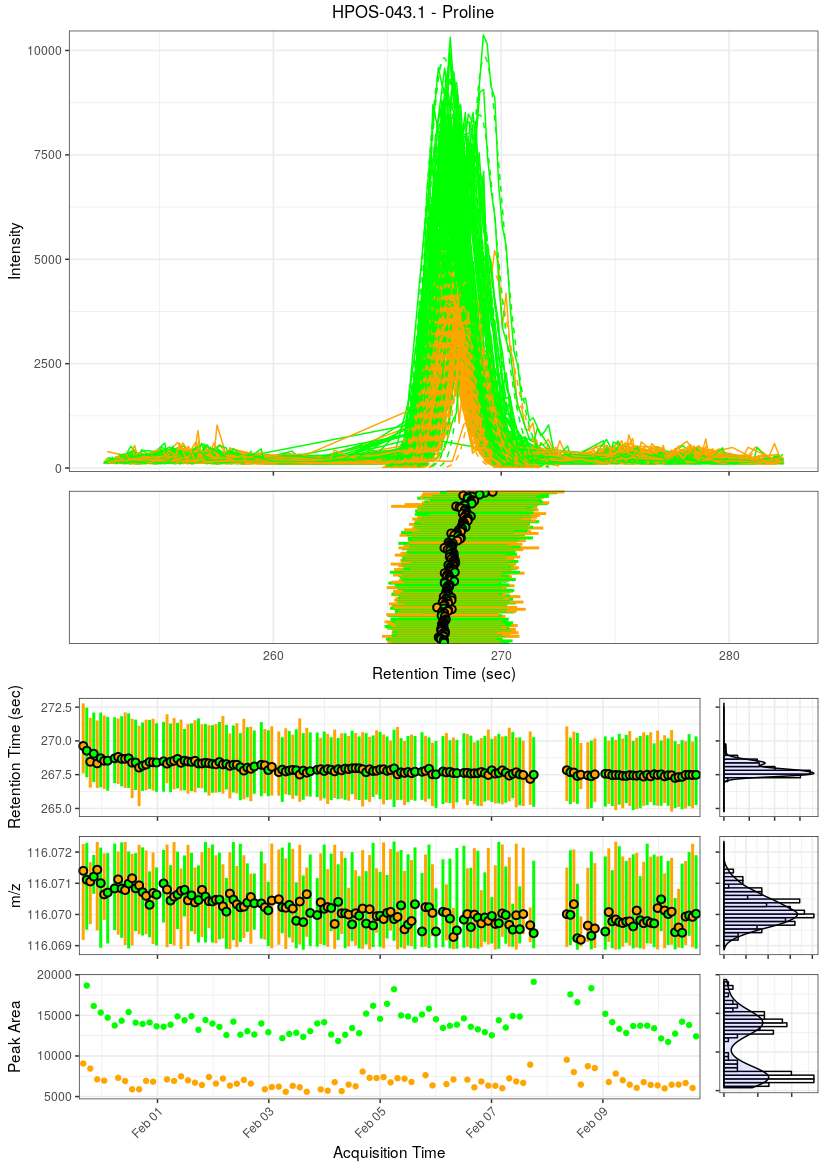 HPOS-043.1 - Proline
10000
7500
5000
2500
0
Intensity
260
270
280
Retention Time (sec)
272.5
270.0
267.5
265.0
Retention Time (sec)
116.072
116.071
116.070
116.069
m/z
20000
15000
10000
5000
Peak Area
Feb 01
Feb 03
Feb 05
Feb 07
Feb 09
Acquisition Time